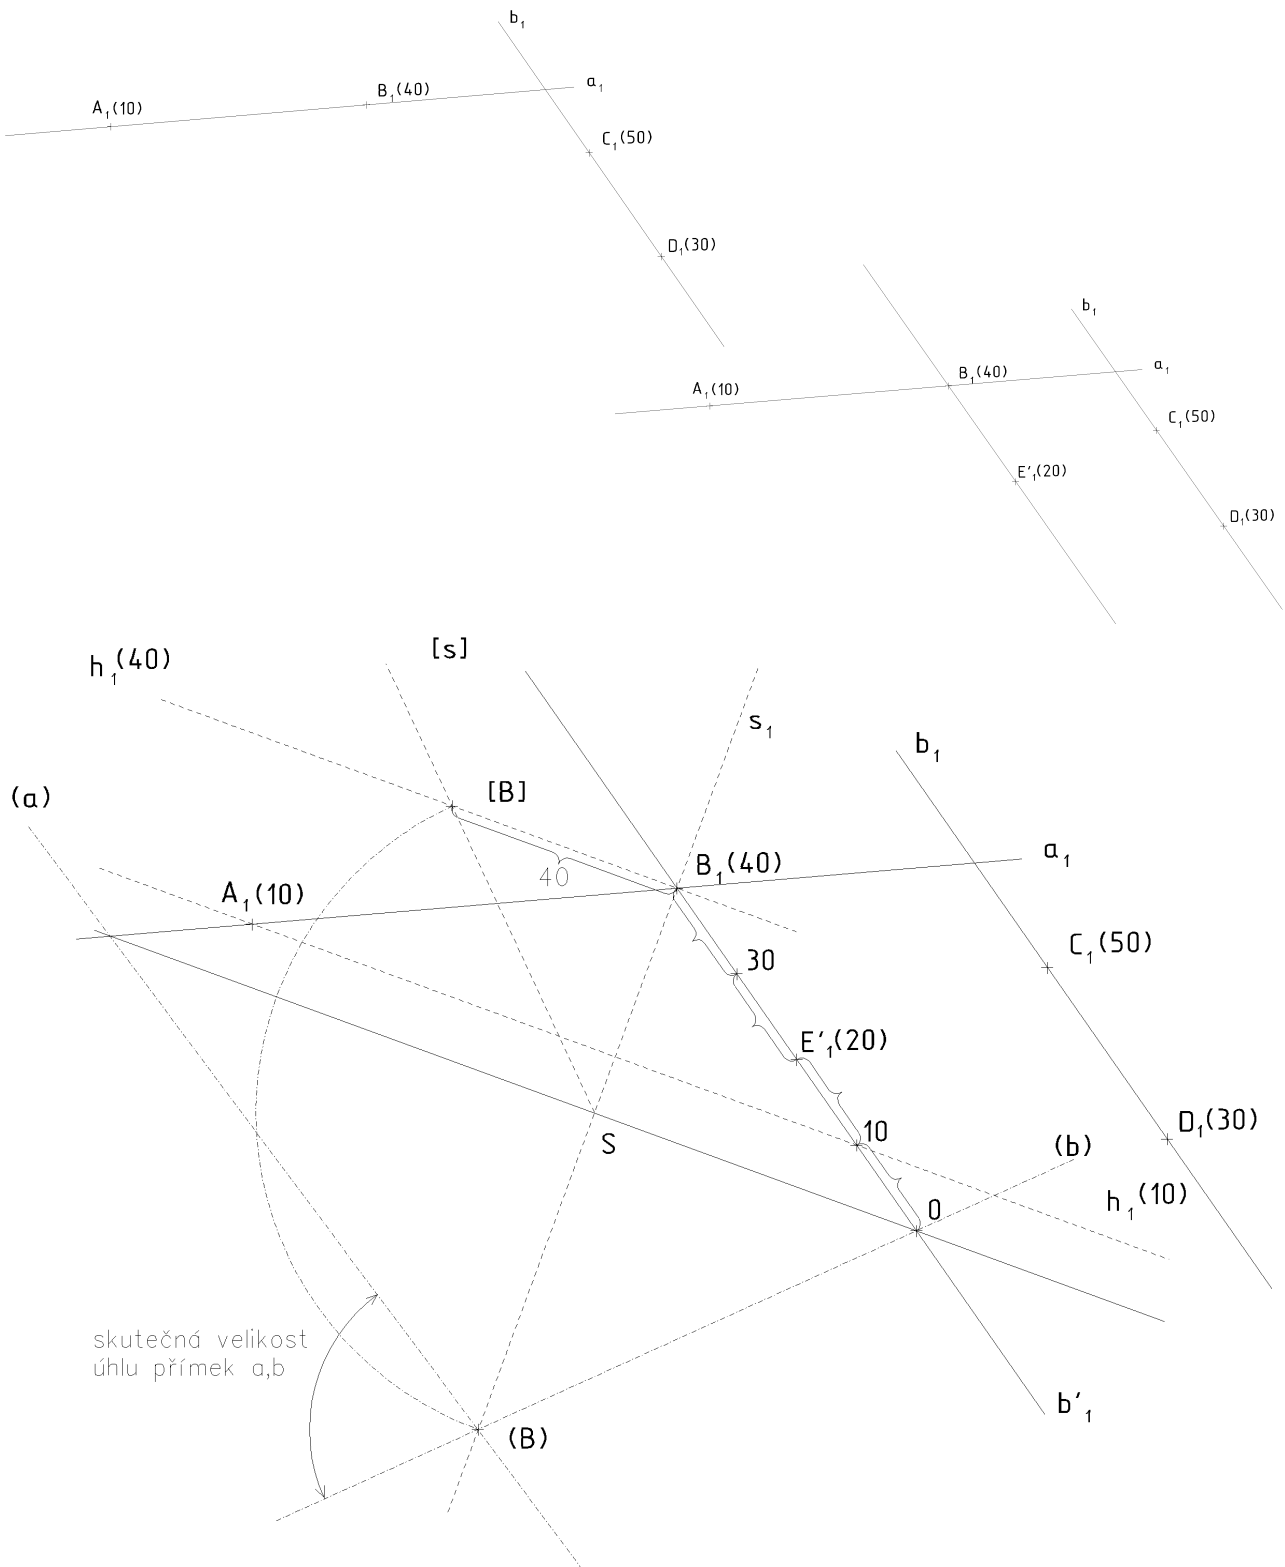 b₁
a₁
B₁(40)
A₁(10)
C₁(50)
D₁(30)
b₁
a₁
B₁(40)
A₁(10)
C₁(50)
E′₁(20)
D₁(30)
[s]
h₁(40)
s₁
b₁
(a)
[B]
a₁
B₁(40)
40
A₁(10)
C₁(50)
30
E′₁(20)
D₁(30)
10
S
(b)
h₁(10)
0
skutečná velikost
úhlu přímek a,b
b′₁
(B)